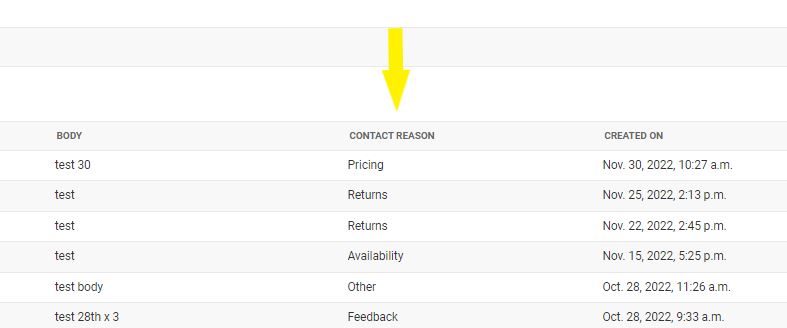 BODY CONTACT REASON CREATED ON
test 30 Pricing Nov. 30, 2022, 10:27 a.m.
test Returns Nov. 25, 2022, 2:13 p.m.
test Returns Nov. 22, 2022, 2:45 p.m.
test Availability Nov. 15, 2022, 5:25 p.m.
test body Other Oct. 28, 2022, 11:26 a.m.
test 28th x 3 Feedback Oct. 28, 2022, 9:33 a.m.